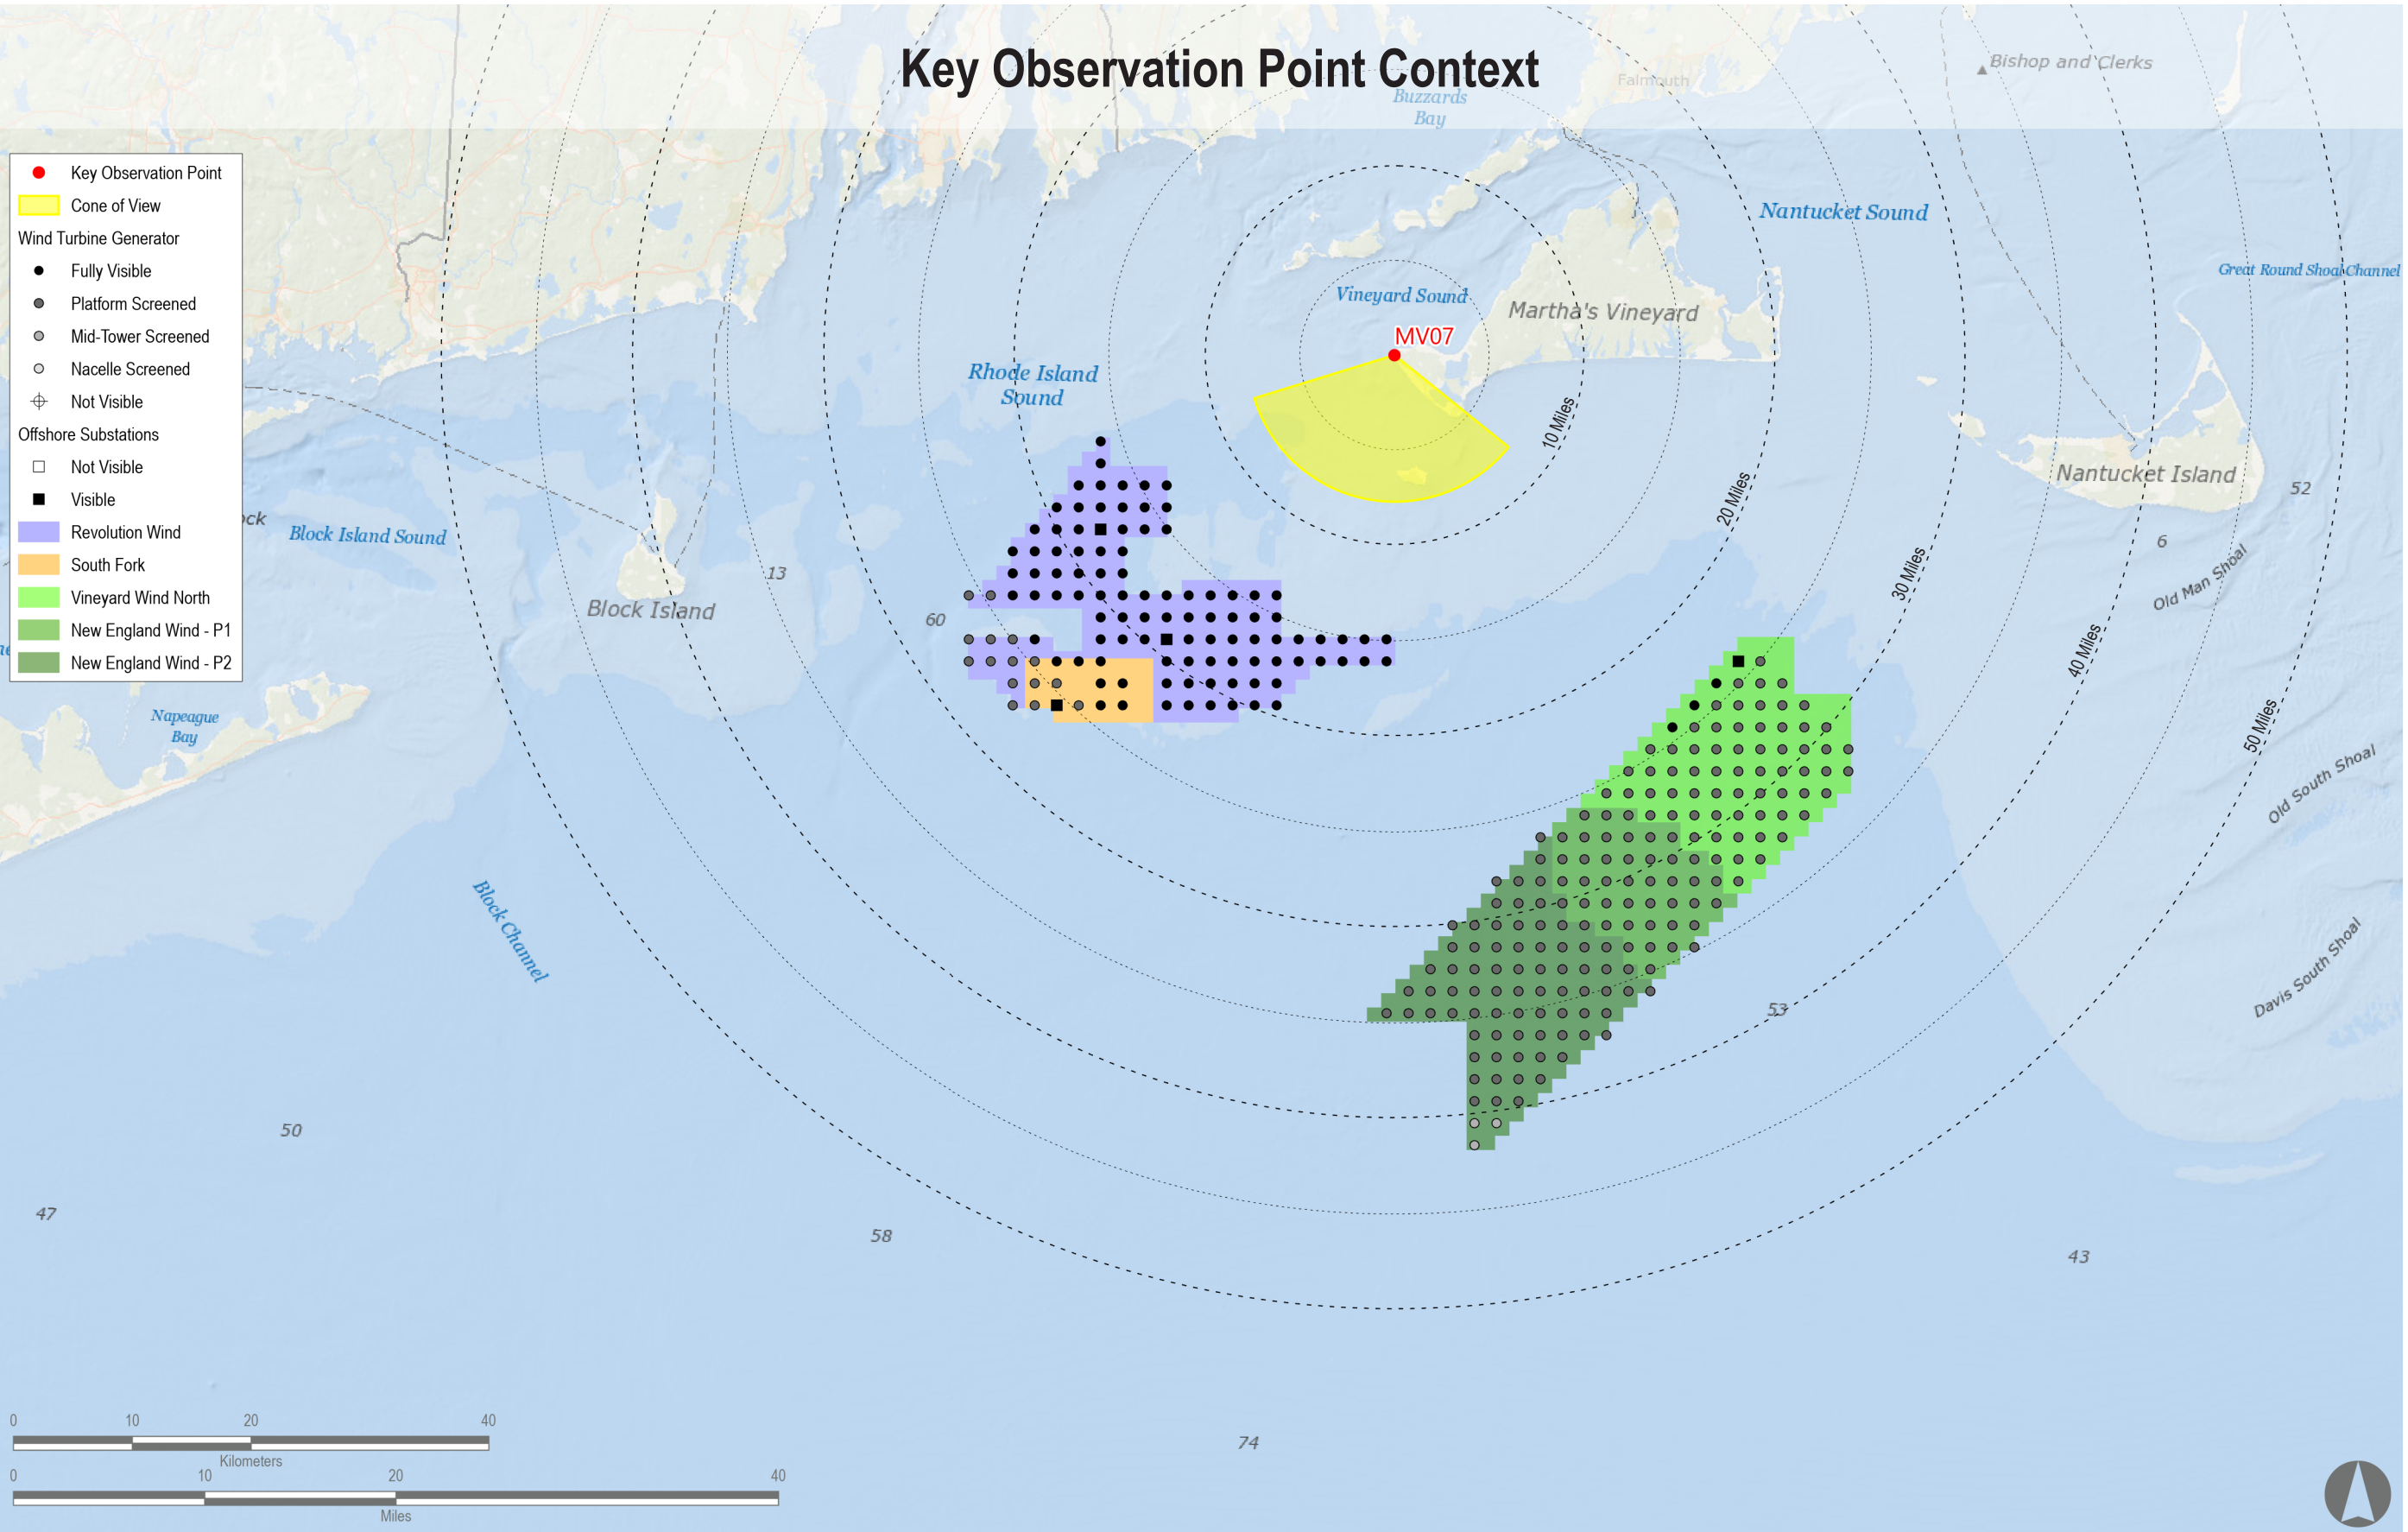 Key Observation Point Context
Bishop and Clerks
Falmouth
Buzzards
Bay
Key Observation Point
Cone of View
Wind Turbine Generator
Fully Visible
Platform Screened
Mid-Tower Screened
Nacelle Screened
Not Visible
Offshore Substations
Not Visible
Visible
Revolution Wind
South Fork
Vineyard Wind North
New England Wind - P1
New England Wind - P2
Nantucket Sound
Great Round Shoal Channel
Vineyard Sound
Martha's Vineyard
MV07
Rhode Island
Sound
10 Miles
20 Miles
30 Miles
40 Miles
50 Miles
Nantucket Island
52
6
Old Man Shoal
ock
Block Island Sound
13
Block Island
60
Napeague
Bay
Old South Shoal
Block Channel
Davis South Shoal
53
50
47
58
43
74
0 10 20 40
Kilometers
0 10 20 40
Miles